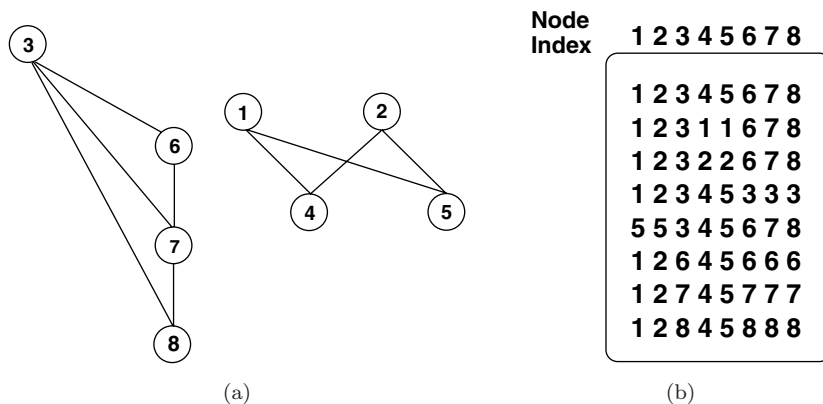 3
6
7
8
1
2
4
5
(a)
Node
Index
1 2 3 4 5 6 7 8
1 2 3 4 5 6 7 8
1 2 3 1 1 6 7 8
1 2 3 2 2 6 7 8
1 2 3 4 5 3 3 3
5 5 3 4 5 6 7 8
1 2 6 4 5 6 6 6
1 2 7 4 5 7 7 7
1 2 8 4 5 8 8 8
(b)